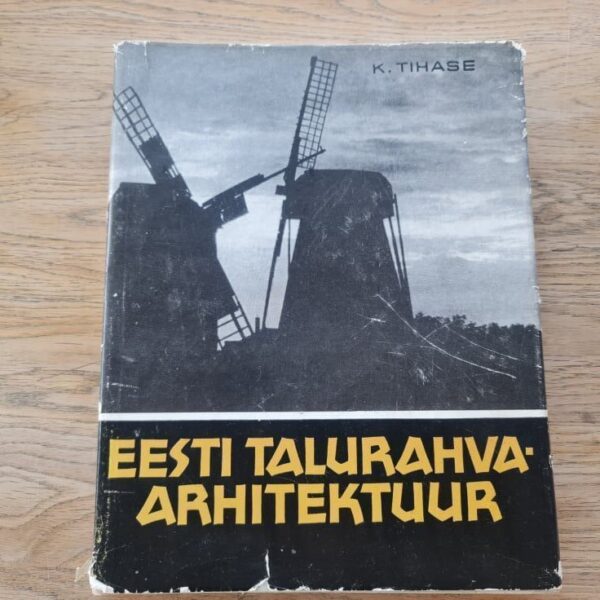 K. TIHASE
EESTI TALURAHVA-
ARHITEKTUUR